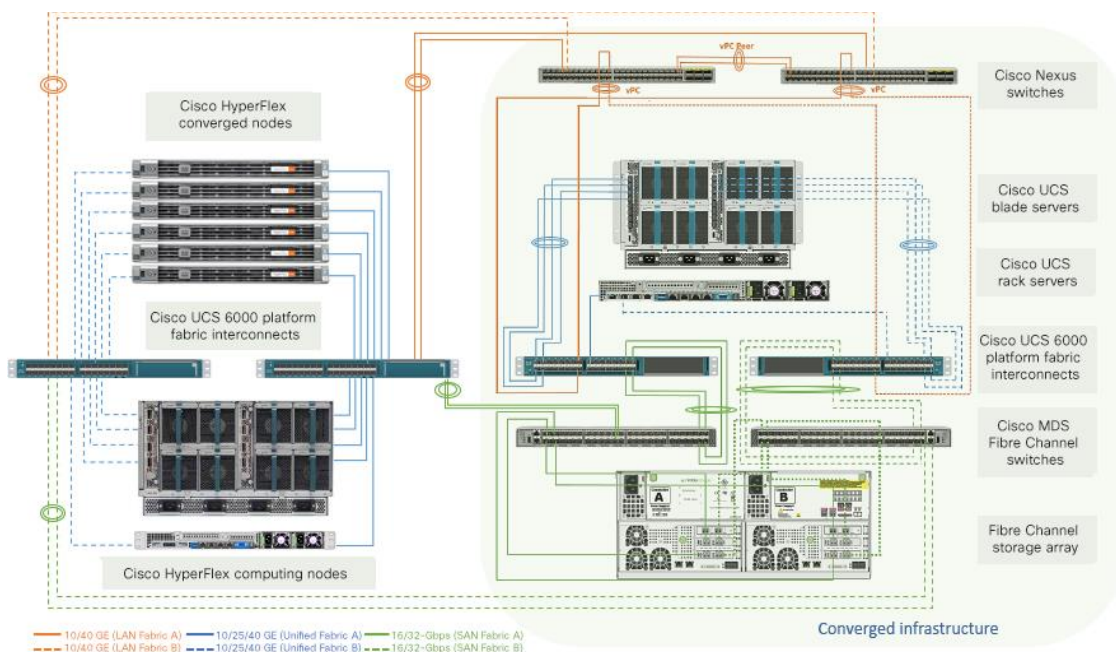 vPC Peer
Cisco Nexus
switches
vPC
vPC
Cisco HyperFlex
converged nodes
Cisco UCS
blade servers
Cisco UCS
rack servers
Cisco UCS 6000 platform
fabric interconnects
Cisco UCS 6000
platform fabric
interconnects
Cisco MDS
Fibre Channel
switches
A
B
Fibre Channel
storage array
Cisco HyperFlex computing nodes
Converged infrastructure
10/40 GE (LAN Fabric A)
10/25/40 GE (Unified Fabric A)
16/32-Gbps (SAN Fabric A)
10/40 GE (LAN Fabric B)
10/25/40 GE (Unified Fabric B)
16/32-Gbps (SAN Fabric B)